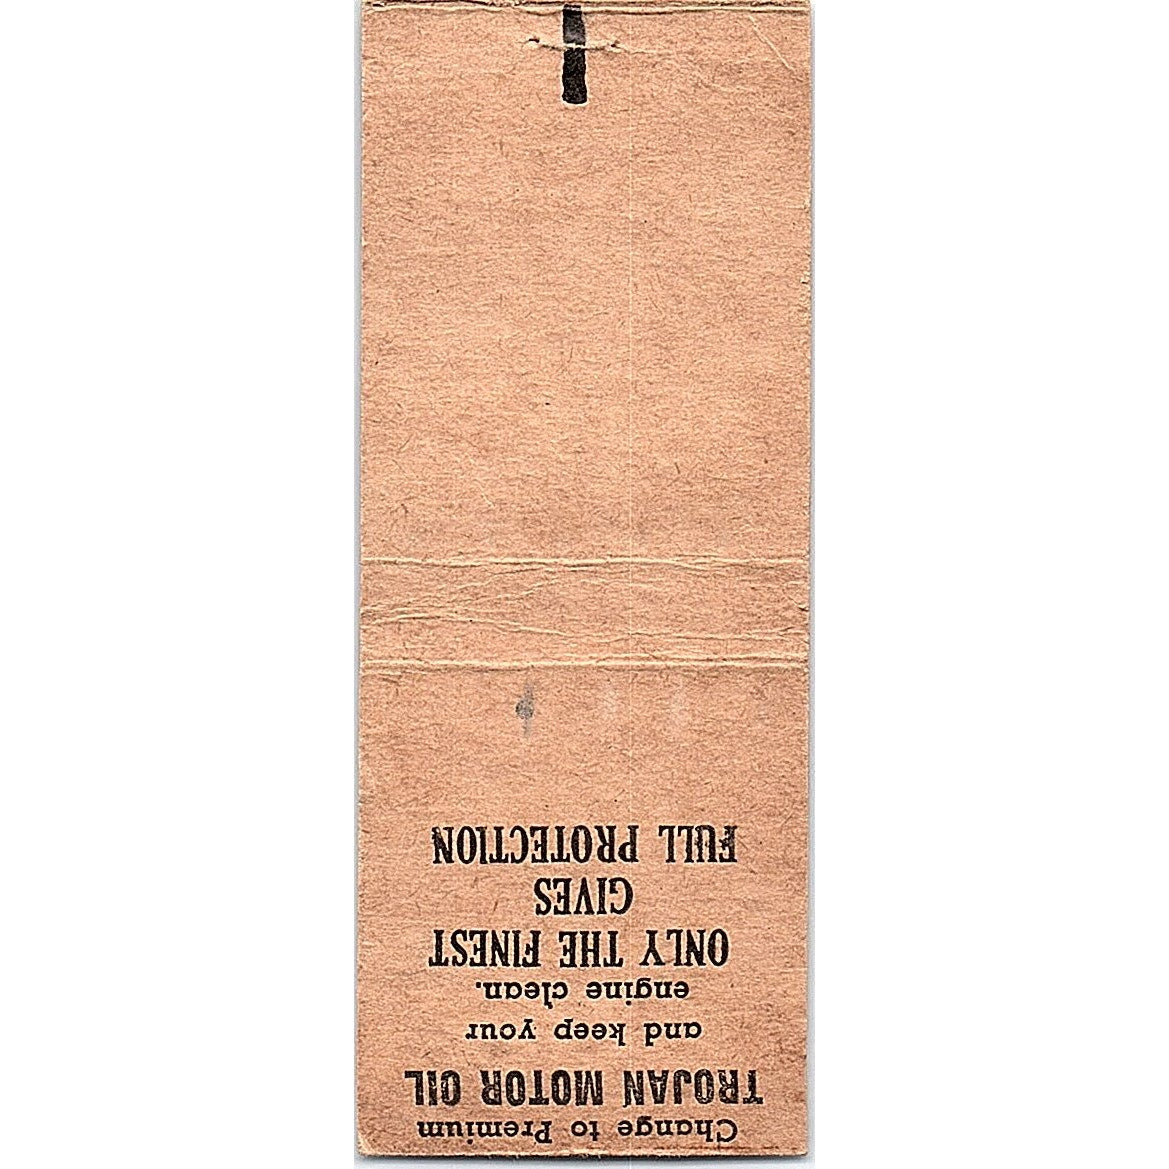 Change to Premium
TROJAN MOTOR OIL
and keep your
engine clean.
ONLY THE FINEST
GIVES
FULL PROTECTION